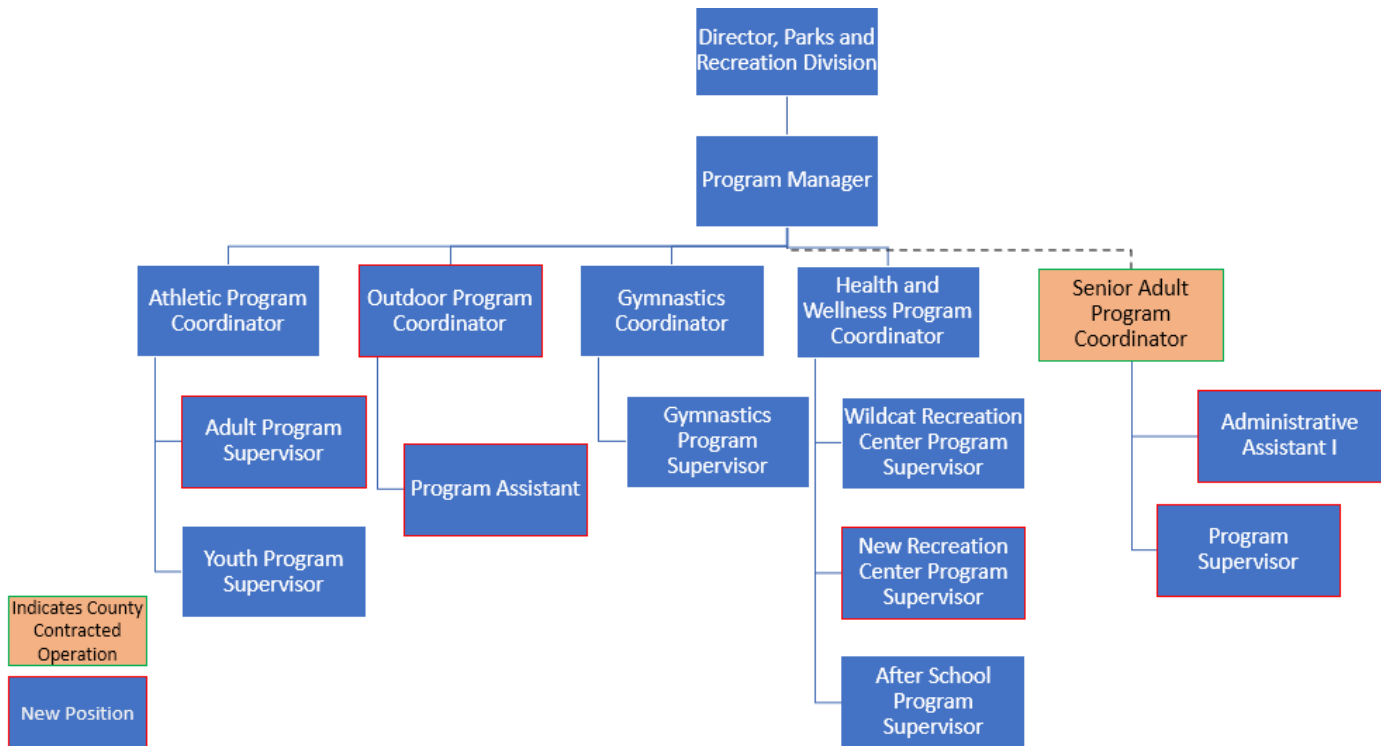 Director, Parks and
Recreation Division
Program Manager
Athletic Program
Coordinator
Outdoor Program
Coordinator
Gymnastics
Coordinator
Health and
Wellness Program
Coordinator
Senior Adult
Program
Coordinator
Adult Program
Supervisor
Youth Program
Supervisor
Program Assistant
Gymnastics
Program
Supervisor
Wildcat Recreation
Center Program
Supervisor
New Recreation
Center Program
Supervisor
After School
Program
Supervisor
Administrative
Assistant I
Program
Supervisor
Indicates County
Contracted
Operation
New Position